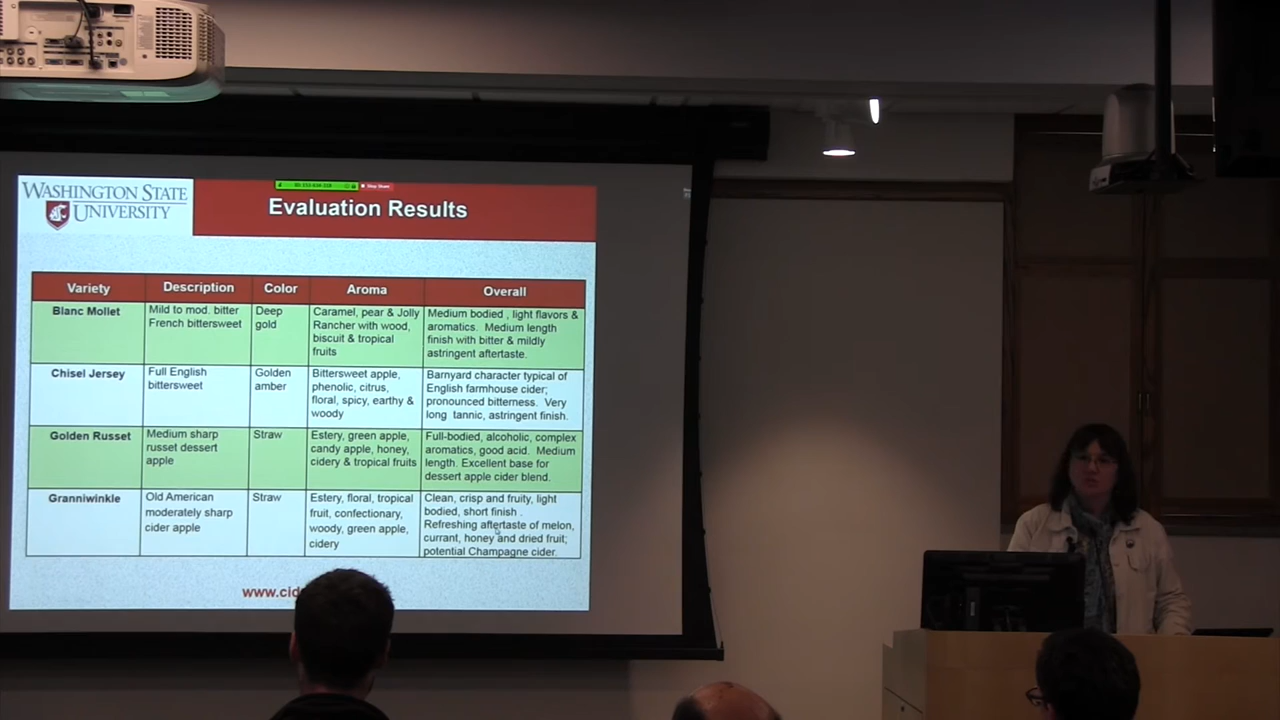 WASHINGTON STATE
UNIVERSITY
Stop Share
Evaluation Results
Variety Description Color Aroma Overall
Blanc Mollet
Mild to mod. bitter
French bittersweet
Deep
gold
Caramel, pear & Jolly
Rancher with wood,
biscuit & tropical
fruits
Medium bodied , light flavors &
aromatics. Medium length
finish with bitter & mildly
astringent aftertaste.
Chisel Jersey
Full English
bittersweet
Golden
amber
Bittersweet apple,
phenolic, citrus,
floral, spicy, earthy &
woody
Barnyard character typical of
English farmhouse cider;
pronounced bitterness. Very
long tannic, astringent finish.
Golden Russet
Medium sharp
russet dessert
apple
Straw
Estery, green apple,
candy apple, honey,
cidery & tropical fruits
Full-bodied, alcoholic, complex
aromatics, good acid. Medium
length. Excellent base for
dessert apple cider blend.
Granniwinkle
Old American
moderately sharp
cider apple
Straw
Estery, floral, tropical
fruit, confectionary,
woody, green apple,
cidery
Clean, crisp and fruity, light
bodied, short finish .
Refreshing aftertaste of melon,
currant, honey and dried fruit;
potential Champagne cider.